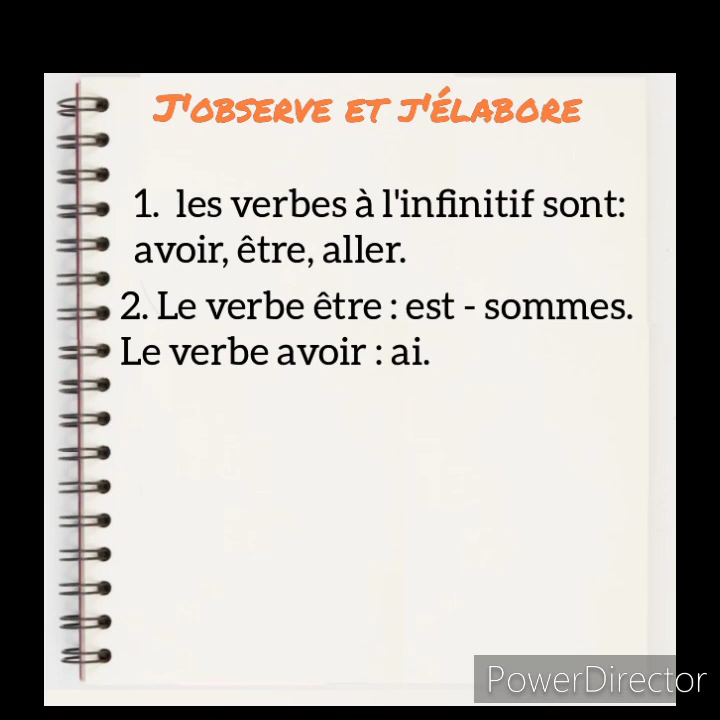 J'OBSERVE ET J'ÉLABORE
1. les verbes à l'infinitif sont:
avoir, être, aller.
2. Le verbe être : est - sommes.
Le verbe avoir : ai.
PowerDirector